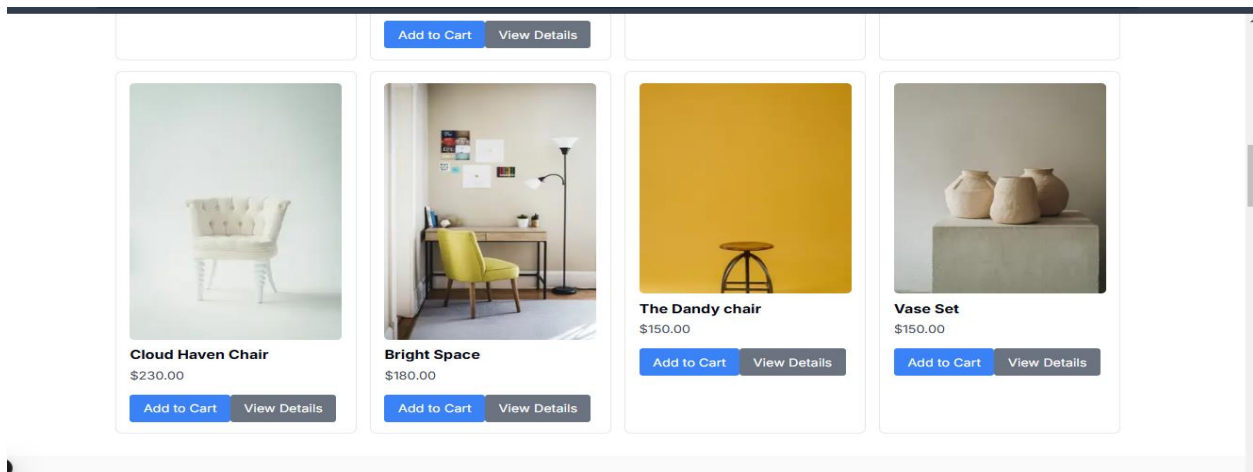 Add to Cart View Details
Cloud Haven Chair
$230.00
Add to Cart View Details
Bright Space
$180.00
Add to Cart View Details
The Dandy chair
$150.00
Add to Cart View Details
Vase Set
$150.00
Add to Cart View Details